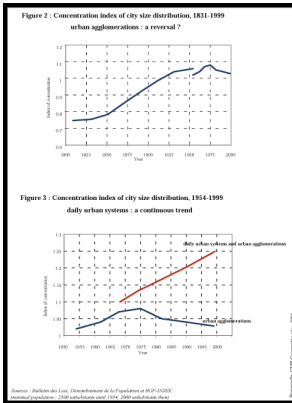 Figure 2 : Concentration index of city size distribution, 1831-1999
urban agglomerations : a reversal ?
1.2
1.1
1
0.9
0.8
0.7
0.6
Index of concentration
1800 1825 1850 1875 1900 1925 1950 1975 2000
Year
Figure 3 : Concentration index of city size distribution, 1954-1999
daily urban systems : a continuous trend
daily urban systems and urban agglomerations
urban agglomerations
Index of concentration
1950 1955 1960 1965 1970 1975 1980 1985 1990 1995 2000
Year
Sources : Bulletin des Lois, Dénombrement de la Population et RGP-INSEE
(minimal population : 2500 inhabitants until 1954, 2000 inhabitants then)